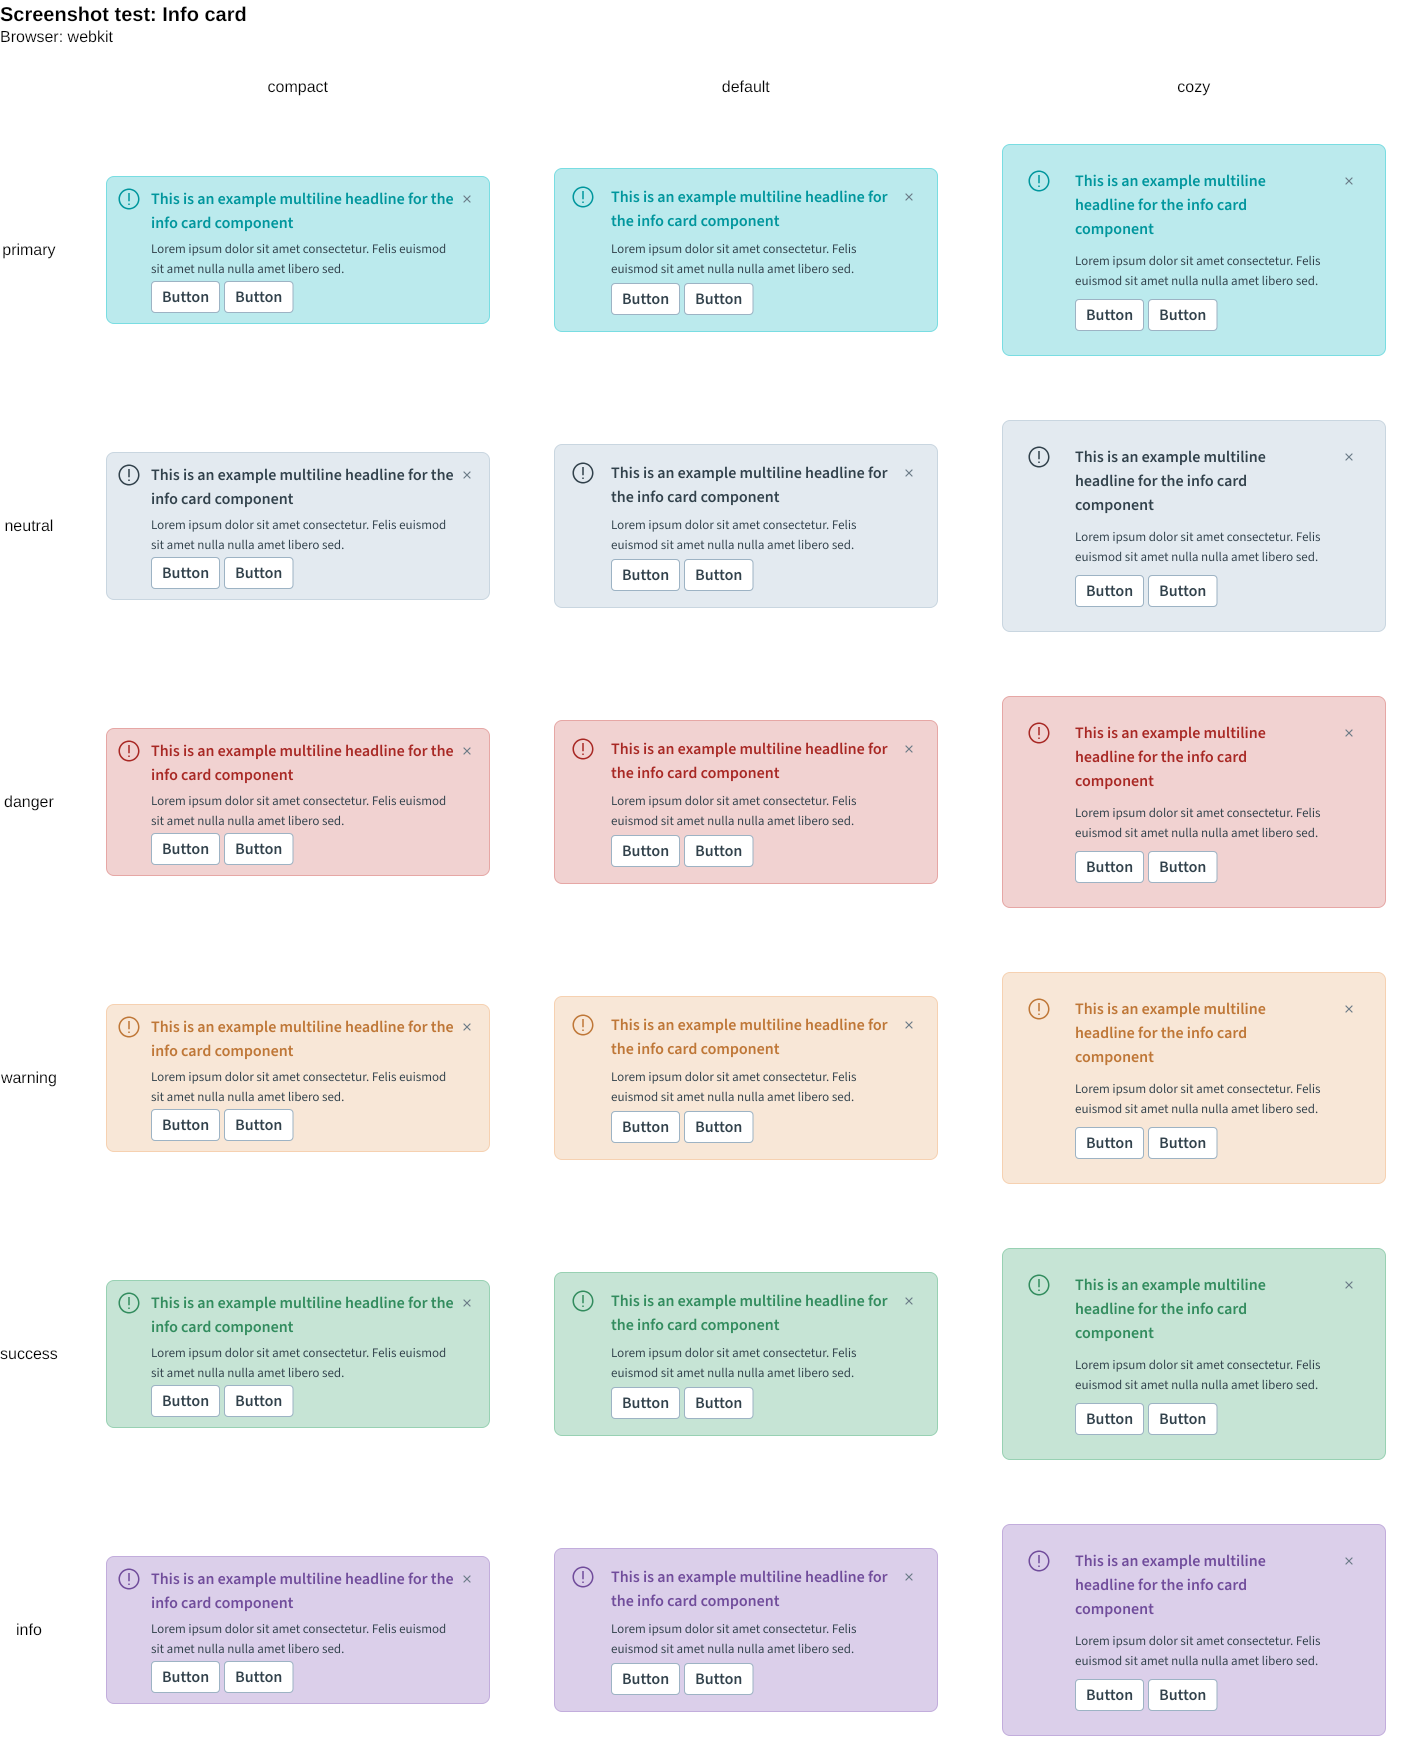 Screenshot test: Info card
Browser: webkit
compact default cozy
primary
This is an example multiline headline for the
info card component
Lorem ipsum dolor sit amet consectetur. Felis euismod
sit amet nulla nulla amet libero sed.
Button Button
This is an example multiline headline for
the info card component
Lorem ipsum dolor sit amet consectetur. Felis
euismod sit amet nulla nulla amet libero sed.
Button Button
This is an example multiline
headline for the info card
component
Lorem ipsum dolor sit amet consectetur. Felis
euismod sit amet nulla nulla amet libero sed.
Button Button
neutral
This is an example multiline headline for the
info card component
Lorem ipsum dolor sit amet consectetur. Felis euismod
sit amet nulla nulla amet libero sed.
Button Button
This is an example multiline headline for
the info card component
Lorem ipsum dolor sit amet consectetur. Felis
euismod sit amet nulla nulla amet libero sed.
Button Button
This is an example multiline
headline for the info card
component
Lorem ipsum dolor sit amet consectetur. Felis
euismod sit amet nulla nulla amet libero sed.
Button Button
danger
This is an example multiline headline for the
info card component
Lorem ipsum dolor sit amet consectetur. Felis euismod
sit amet nulla nulla amet libero sed.
Button Button
This is an example multiline headline for
the info card component
Lorem ipsum dolor sit amet consectetur. Felis
euismod sit amet nulla nulla amet libero sed.
Button Button
This is an example multiline
headline for the info card
component
Lorem ipsum dolor sit amet consectetur. Felis
euismod sit amet nulla nulla amet libero sed.
Button Button
warning
This is an example multiline headline for the
info card component
Lorem ipsum dolor sit amet consectetur. Felis euismod
sit amet nulla nulla amet libero sed.
Button Button
This is an example multiline headline for
the info card component
Lorem ipsum dolor sit amet consectetur. Felis
euismod sit amet nulla nulla amet libero sed.
Button Button
This is an example multiline
headline for the info card
component
Lorem ipsum dolor sit amet consectetur. Felis
euismod sit amet nulla nulla amet libero sed.
Button Button
success
This is an example multiline headline for the
info card component
Lorem ipsum dolor sit amet consectetur. Felis euismod
sit amet nulla nulla amet libero sed.
Button Button
This is an example multiline headline for
the info card component
Lorem ipsum dolor sit amet consectetur. Felis
euismod sit amet nulla nulla amet libero sed.
Button Button
This is an example multiline
headline for the info card
component
Lorem ipsum dolor sit amet consectetur. Felis
euismod sit amet nulla nulla amet libero sed.
Button Button
info
This is an example multiline headline for the
info card component
Lorem ipsum dolor sit amet consectetur. Felis euismod
sit amet nulla nulla amet libero sed.
Button Button
This is an example multiline headline for
the info card component
Lorem ipsum dolor sit amet consectetur. Felis
euismod sit amet nulla nulla amet libero sed.
Button Button
This is an example multiline
headline for the info card
component
Lorem ipsum dolor sit amet consectetur. Felis
euismod sit amet nulla nulla amet libero sed.
Button Button